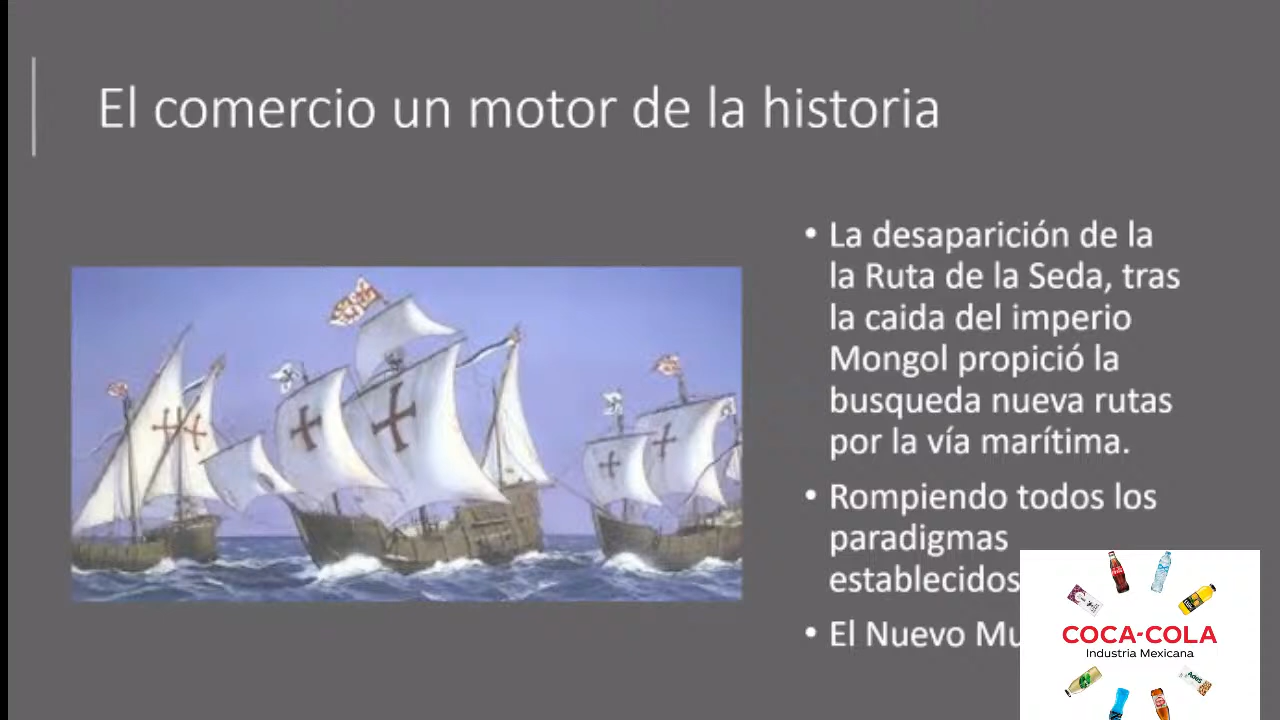 El comercio un motor de la historia
• La desaparición de la
la Ruta de la Seda, tras
la caida del imperio
Mongol propició la
busqueda nueva rutas
por la vía marítima.
• Rompiendo todos los
paradigmas
establecidos
• El Nuevo Mu
COCA-COLA
Industria Mexicana